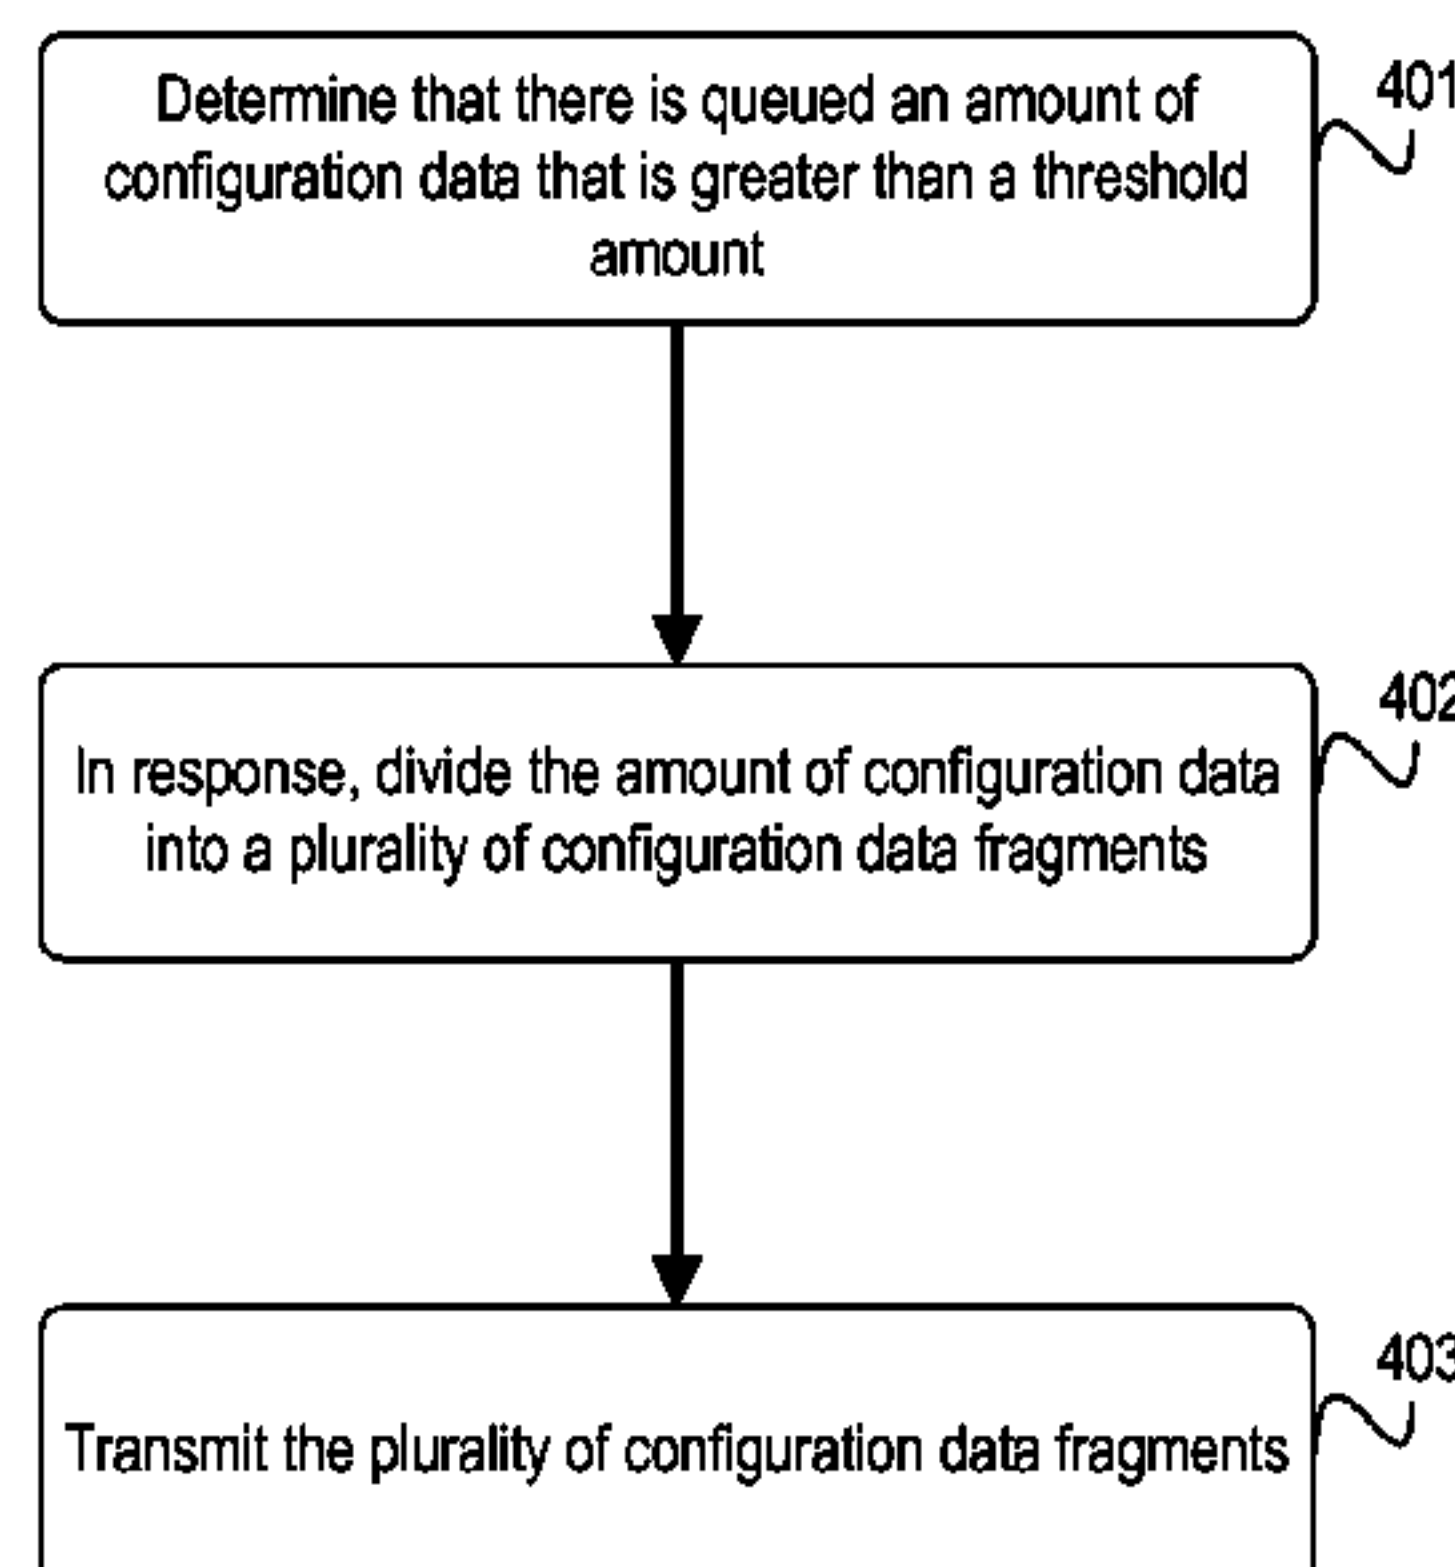 Determine that there is queued an amount of
configuration data that is greater than a threshold
amount
401
In response, divide the amount of configuration data
into a plurality of configuration data fragments
402
Transmit the plurality of configuration data fragments
403